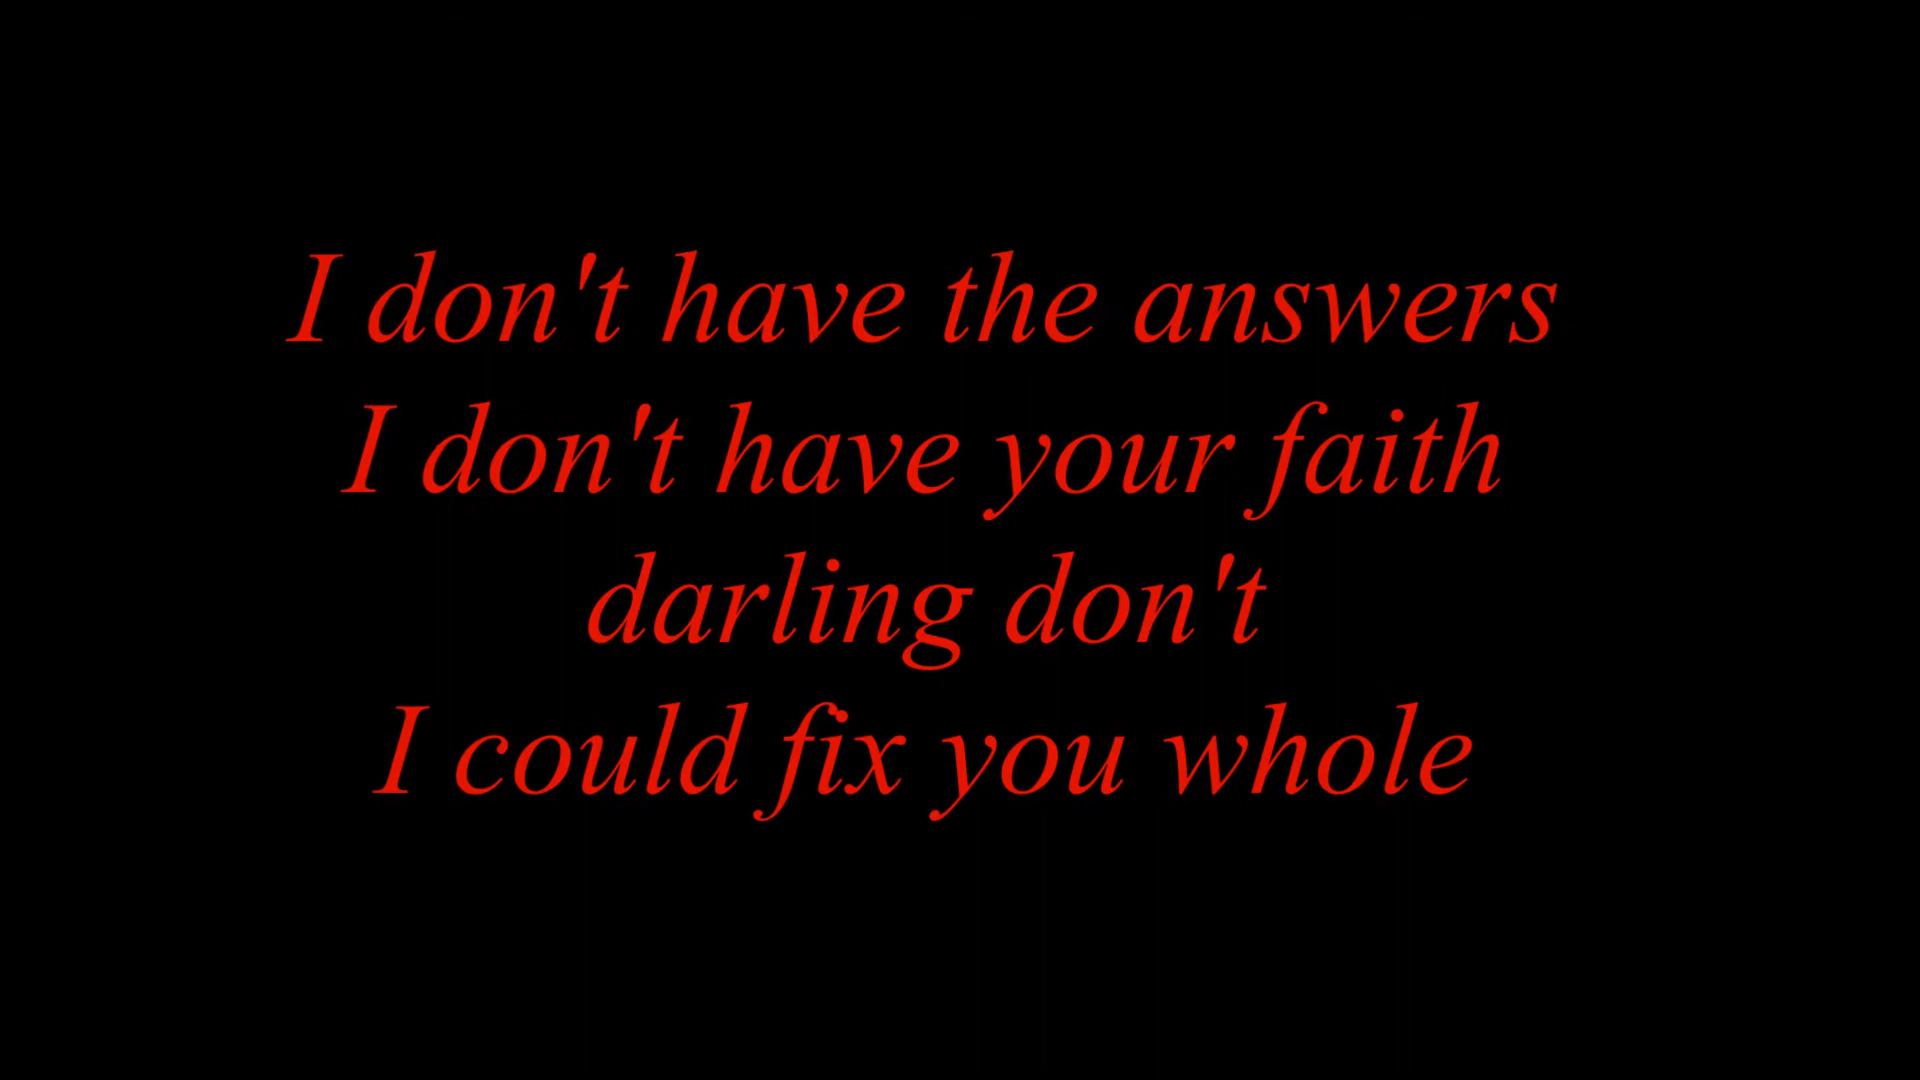 I don't have the answers
I don't have your faith
darling don't
I could fix you whole